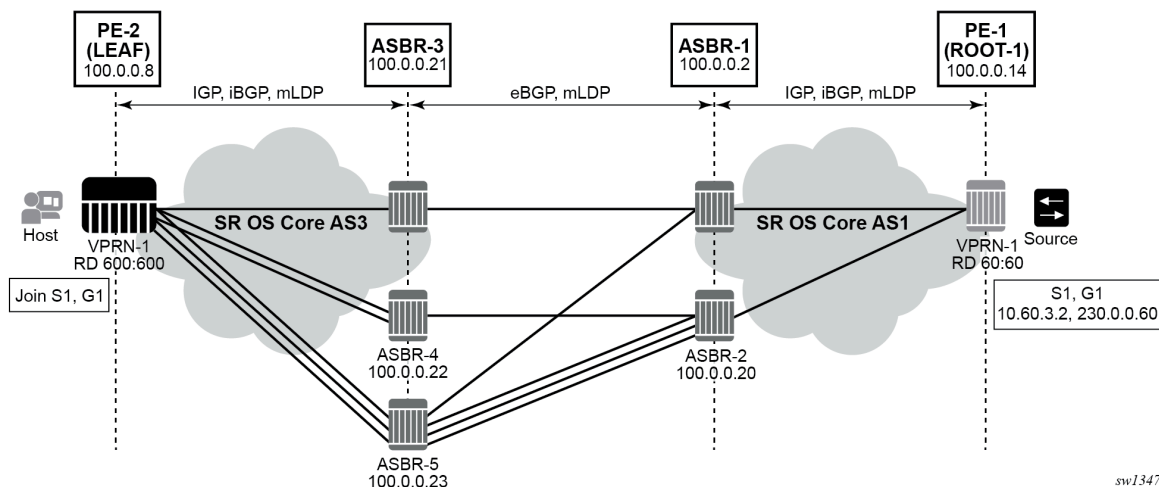 PE-2
(LEAF)
100.0.0.8
ASBR-3
100.0.0.21
ASBR-1
100.0.0.2
PE-1
(ROOT-1)
100.0.0.14
IGP, iBGP, mLDP
eBGP, mLDP
IGP, iBGP, mLDP
Host
VPRN-1
RD 600:600
Join S1, G1
SR OS Core AS3
SR OS Core AS1
VPRN-1
RD 60:60
Source
S1, G1
10.60.3.2, 230.0.0.60
ASBR-4
100.0.0.22
ASBR-2
100.0.0.20
ASBR-5
100.0.0.23
sw1347